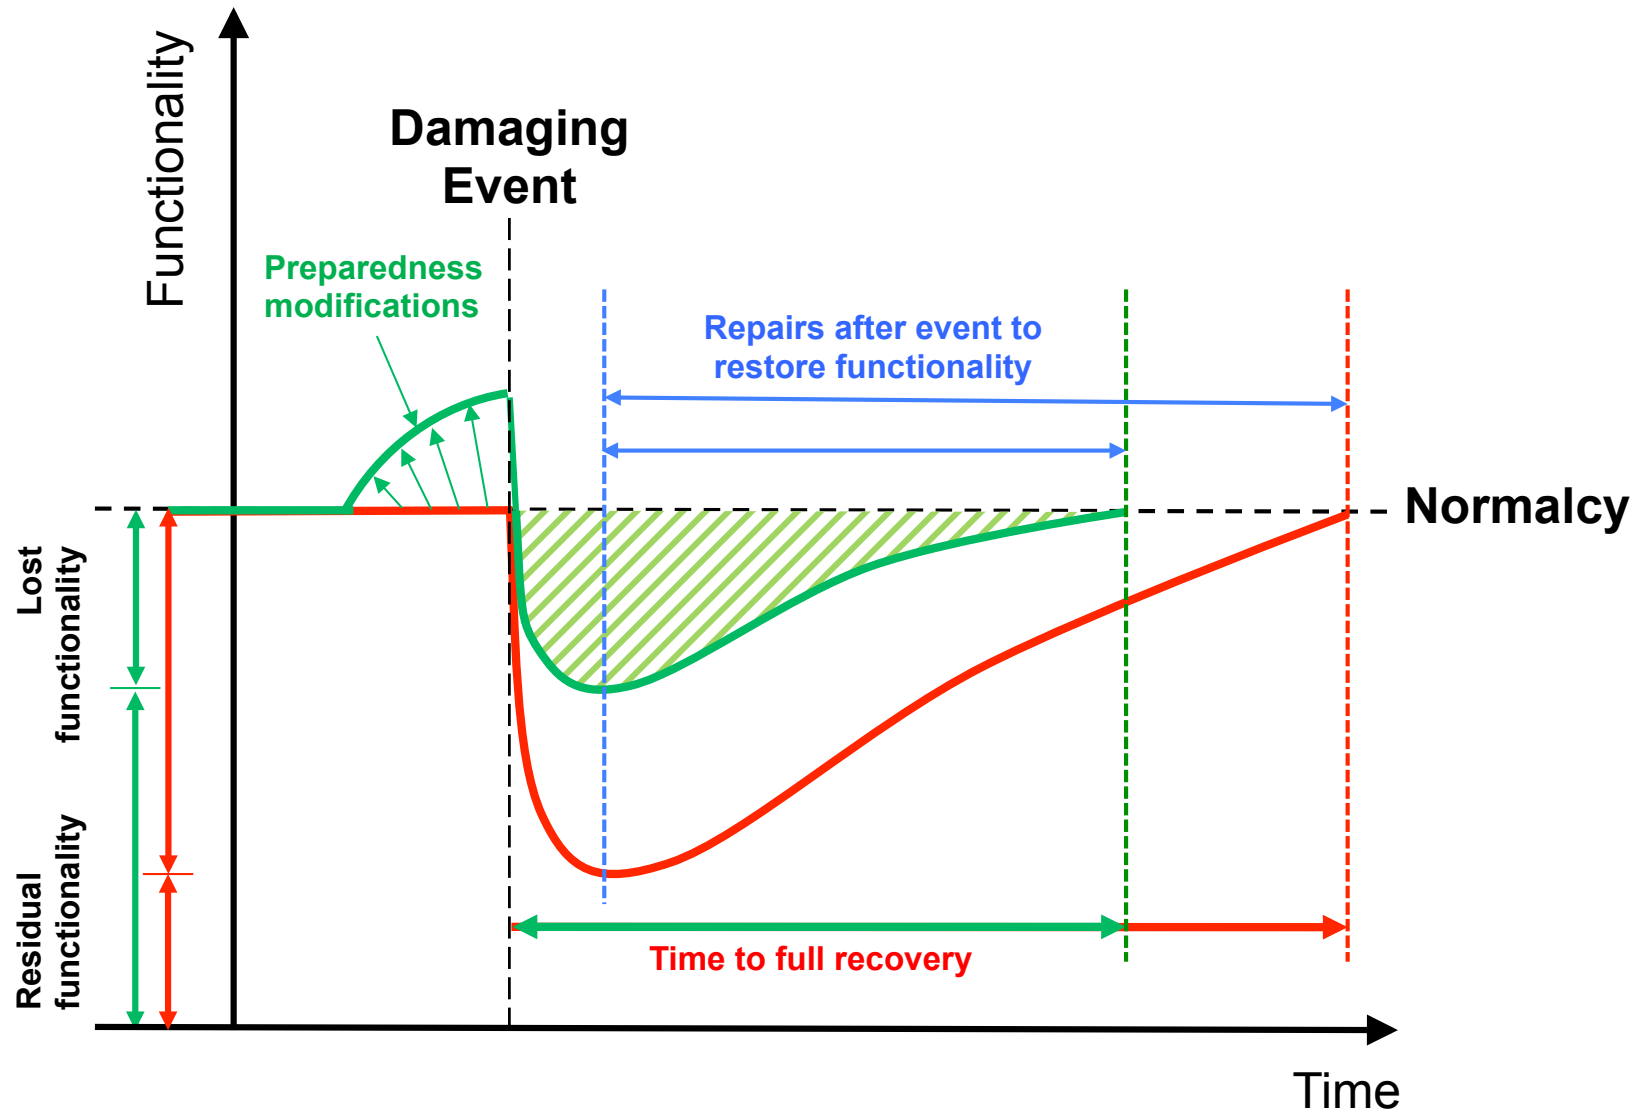 Functionality
Damaging
Event
Preparedness
modifications
Repairs after event to
restore functionality
Normalcy
Lost
functionality
Residual
functionality
Time to full recovery
Time